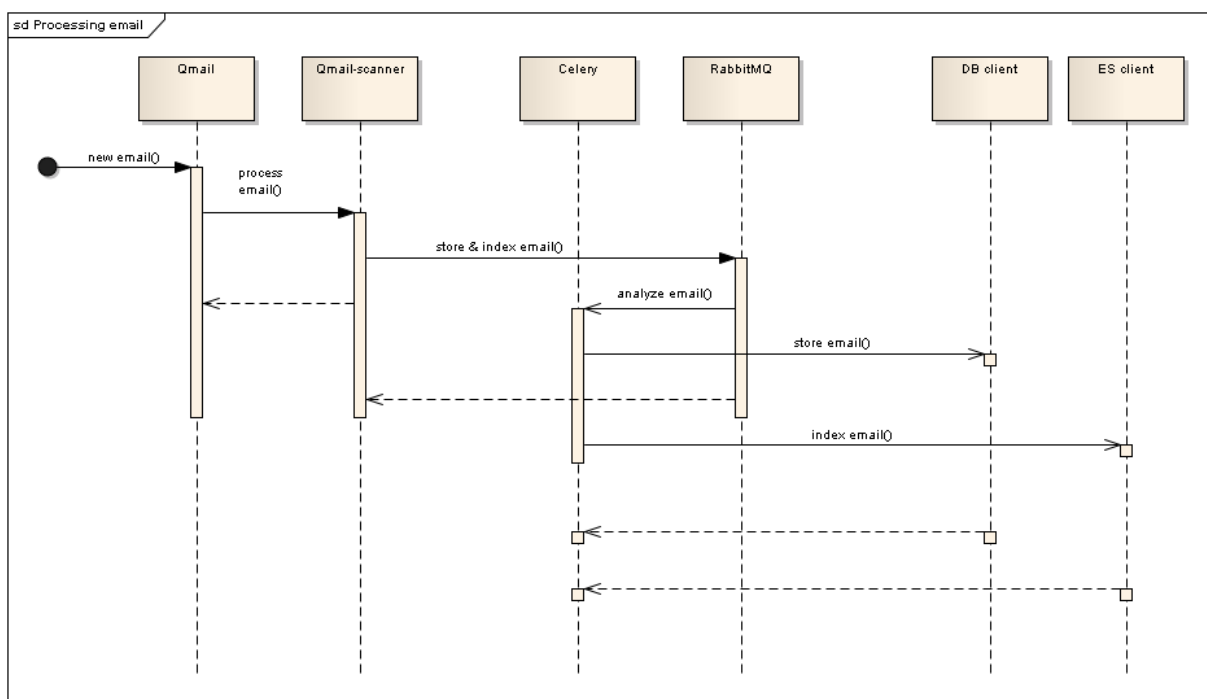 sd Processing email
Qmail
Qmail-scanner
Celery
RabbitMQ
DB client
ES client
new email()
process
email()
store & index email()
analyze email()
store email()
index email()